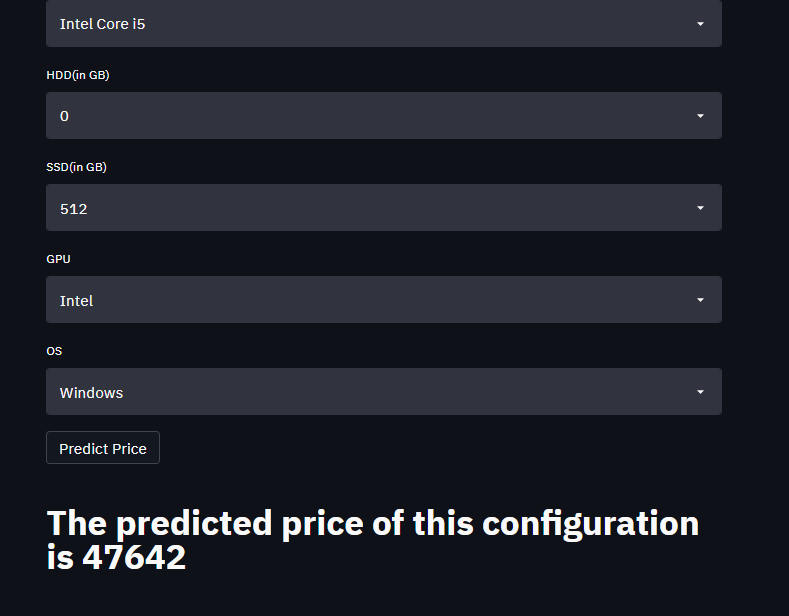 Intel Core i5
HDD(in GB)
0
SSD(in GB)
512
GPU
Intel
OS
Windows
Predict Price
The predicted price of this configuration
is 47642